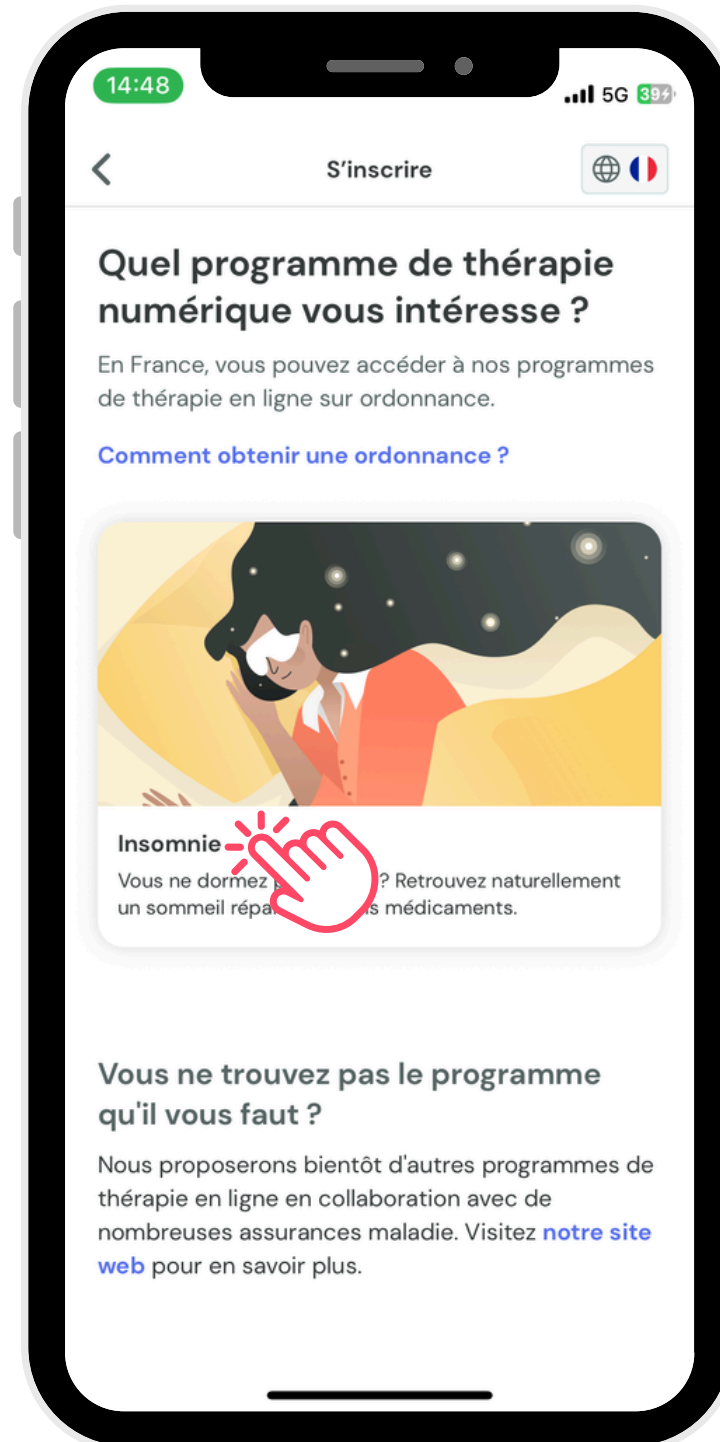 14:48
5G 39
S'inscrire
Quel programme de thérapie
numérique vous intéresse ?
En France, vous pouvez accéder à nos programmes
de thérapie en ligne sur ordonnance.
Comment obtenir une ordonnance ?
Insomnie
Vous ne dormez ? Retrouvez naturellement
un sommeil médicaments.
Vous ne trouvez pas le programme
qu'il vous faut ?
Nous proposerons bientôt d'autres programmes de
thérapie en ligne en collaboration avec de
nombreuses assurances maladie. Visitez notre site
web pour en savoir plus.